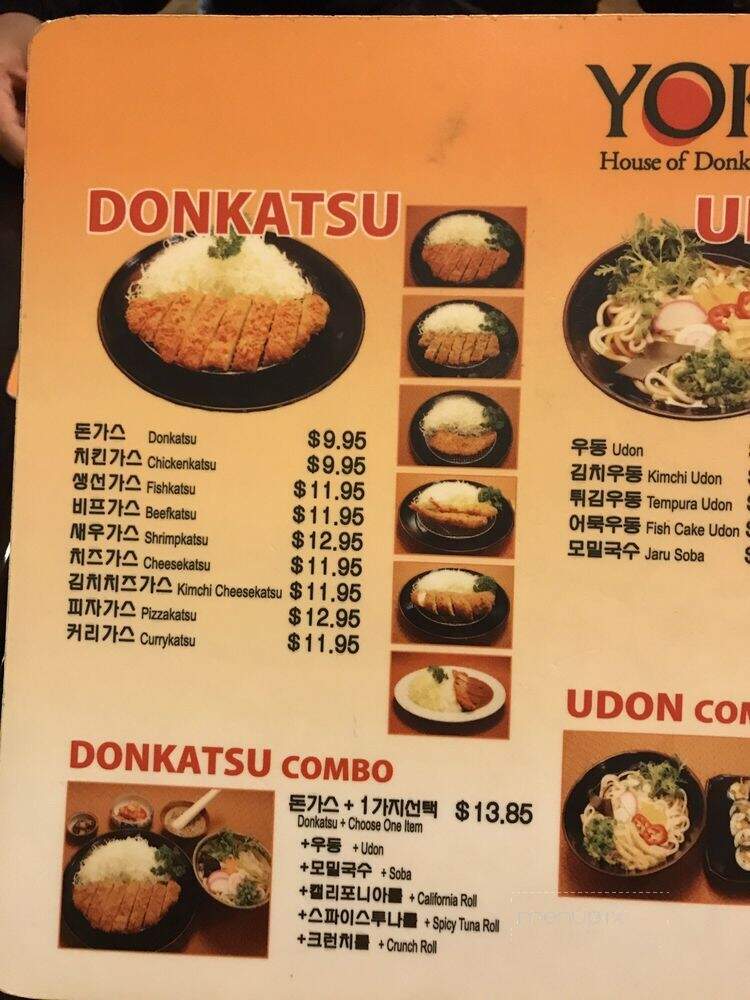 YO
House of Donk
DONKATSU
U
돈가스 Donkatsu $9.95
치킨가스 Chickenkatsu $9.95
생선가스 Fishkatsu $11.95
비프가스 Beefkatsu $11.95
새우가스 Shrimpkatsu $12.95
치즈가스 Cheesekatsu $11.95
김치치즈가스 Kimchi Cheesekatsu $11.95
피자가스 Pizzakatsu $12.95
커리가스 Currykatsu $11.95
우동 Udon
김치우동 Kimchi Udon $
튀김우동 Tempura Udon $
어묵우동 Fish Cake Udon $
모밀국수 Jaru Soba $
DONKATSU COMBO
돈가스 + 1가지선택 $13.85
Donkatsu + Choose One Item
+우동 + Udon
+모밀국수 + Soba
+캘리포니아롤 + California Roll
+스파이스투나롤 + Spicy Tuna Roll
+크런치롤 + Crunch Roll
UDON COM
menupix